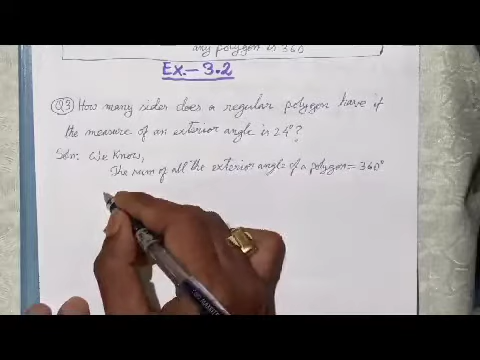 any polygon is 360
Ex.- 3.2
Q3 How many sides does a regular polygon have if
the measure of an exterior angle is 24°?
Soln. We Know,
The sum of all the exterior angle of a polygon = 360°